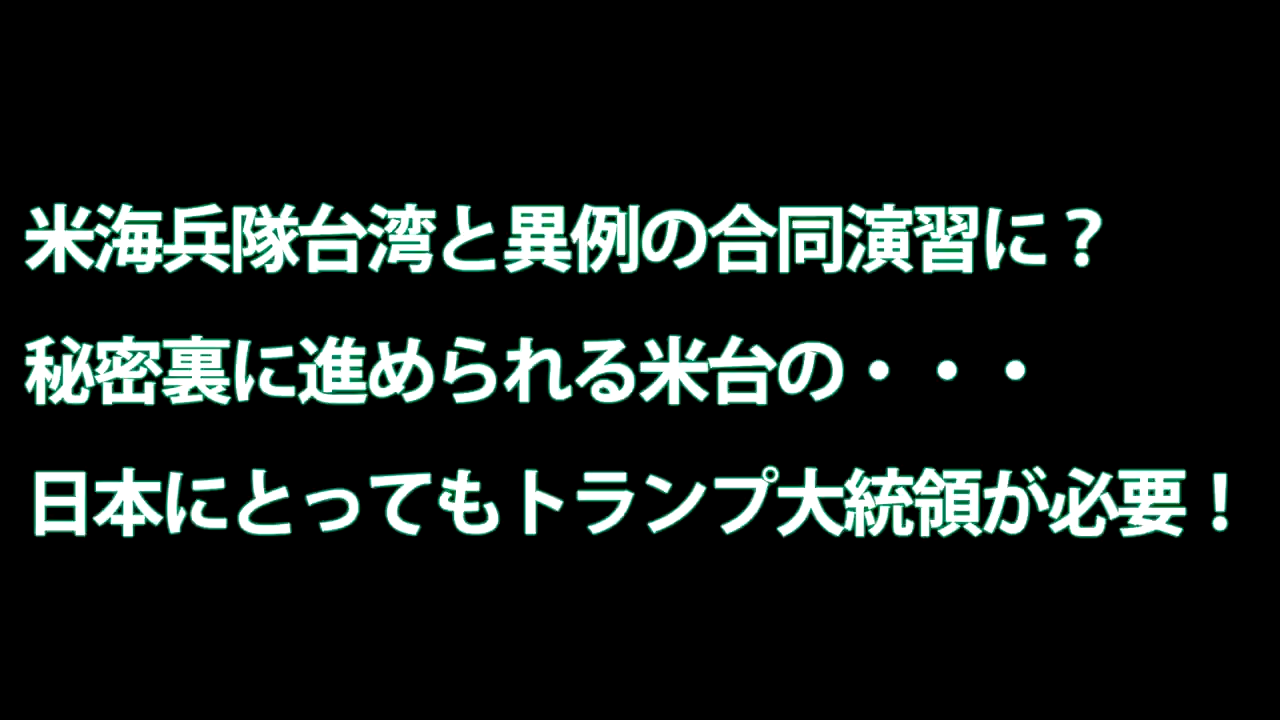 米海兵隊台湾と異例の合同演習に？
秘密裏に進められる米台の・・・
日本にとってもトランプ大統領が必要！